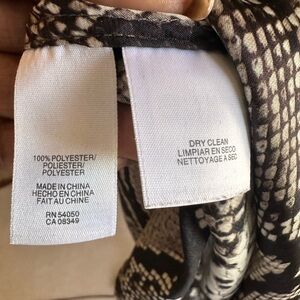 100% POLYESTER/
POLIESTER/
POLYESTER
MADE IN CHINA
HECHO EN CHINA
FAIT AU CHINE
RN 54050
CA 08349
DRY CLEAN
LIMPIAR EN SECO
NETTOYAGE A SEC